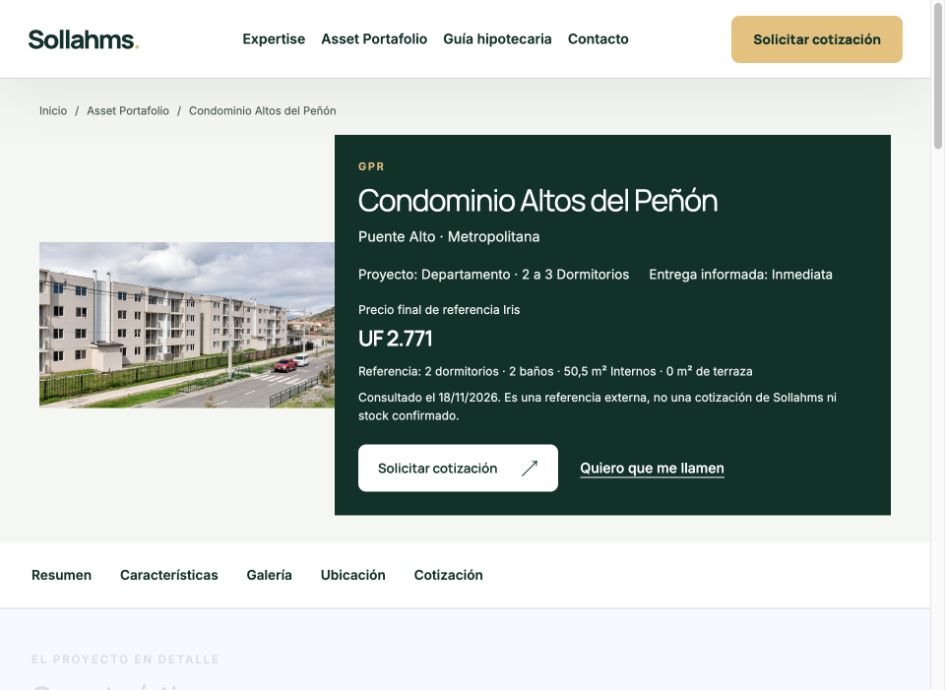 Sollahms.
Expertise
Asset Portafolio
Guía hipotecaria
Contacto
Solicitar cotización
Inicio / Asset Portafolio / Condominio Altos del Peñón
GPR
Condominio Altos del Peñón
Puente Alto · Metropolitana
Proyecto: Departamento · 2 a 3 Dormitorios
Entrega informada: Inmediata
Precio final de referencia Iris
UF 2.771
Referencia: 2 dormitorios · 2 baños · 50,5 m² Internos · 0 m² de terraza
Consultado el 18/11/2026. Es una referencia externa, no una cotización de Sollahms ni
stock confirmado.
Solicitar cotización
Quiero que me llamen
Resumen
Características
Galería
Ubicación
Cotización
EL PROYECTO EN DETALLE